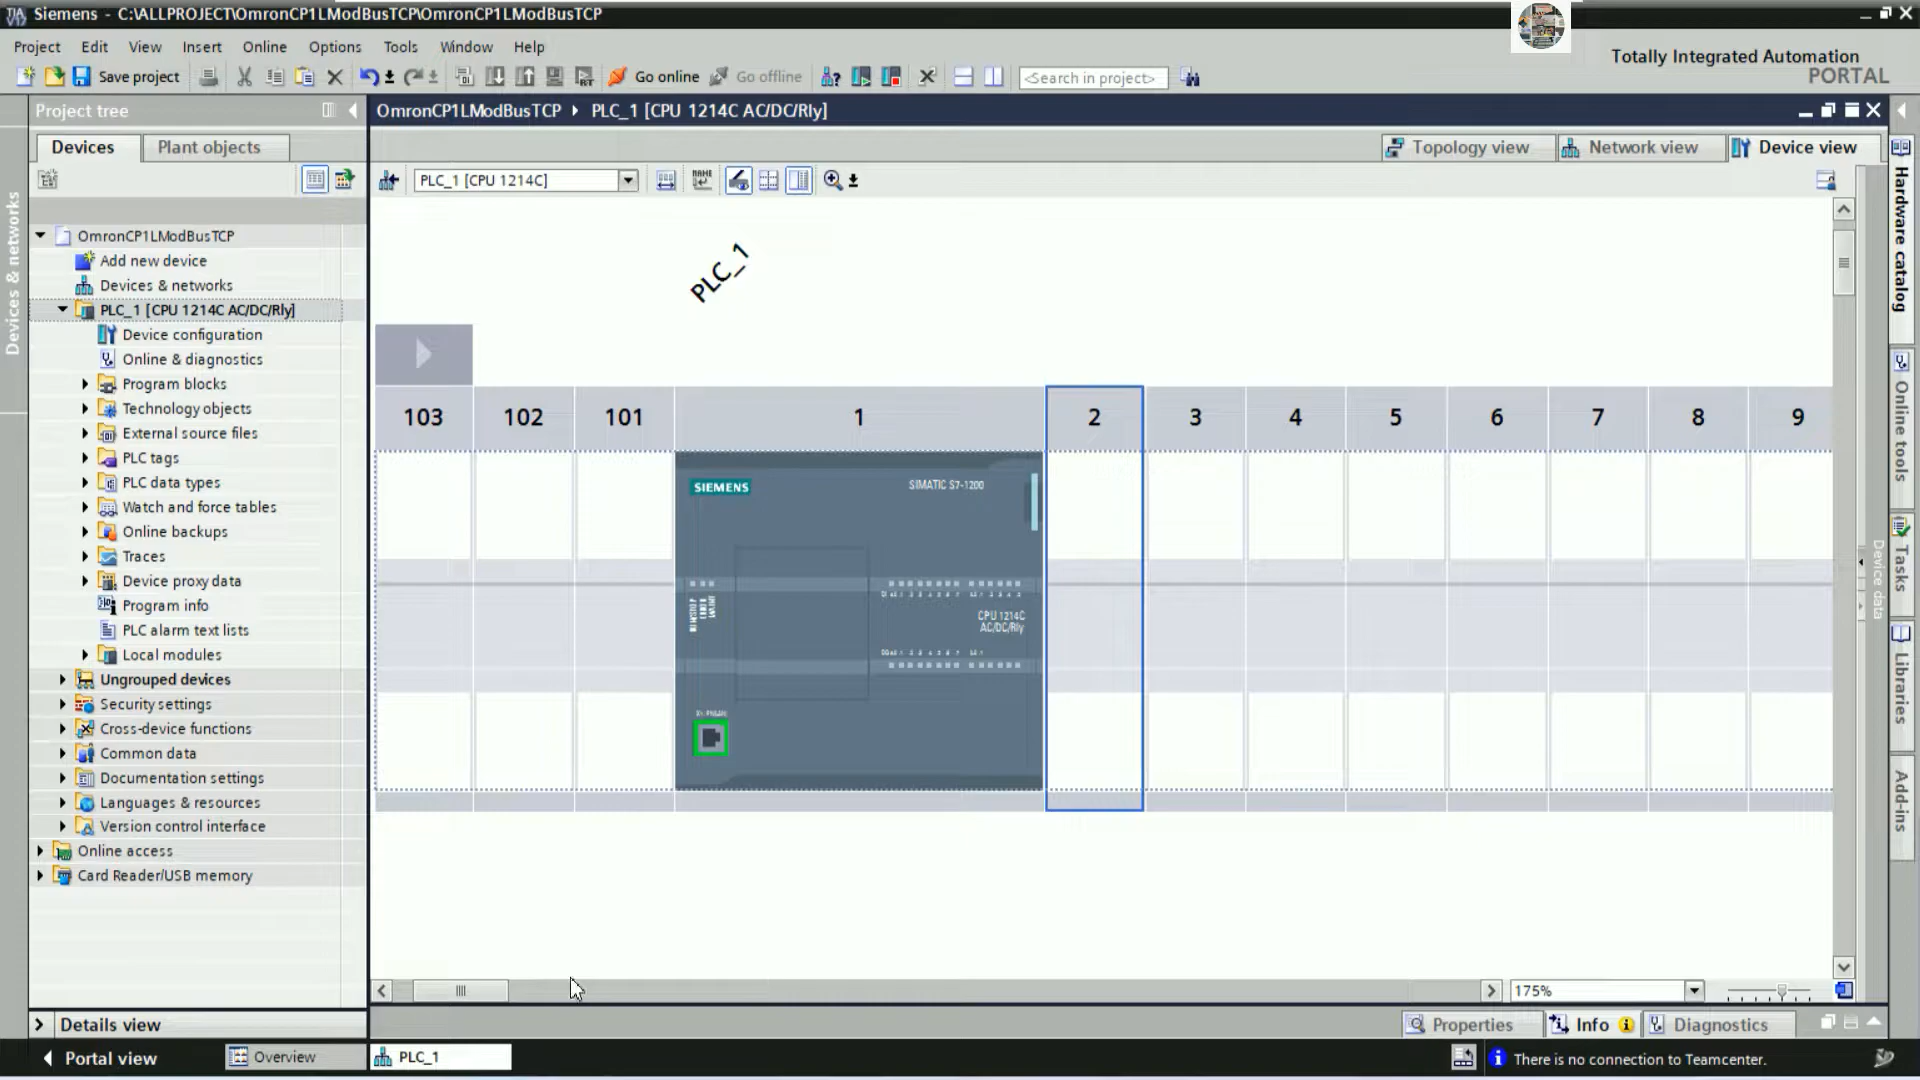 Siemens - C:\ALLPROJECT\OmronCP1LModBusTCP\OmronCP1LModBusTCP
Project Edit View Insert Online Options Tools Window Help
Totally Integrated Automation
PORTAL
Save project
Go online
Go offline
<Search in project>
Project tree
OmronCP1LModBusTCP PLC_1 [CPU 1214C AC/DC/Rly]
Devices
Plant objects
Topology view
Network view
Device view
PLC_1 [CPU 1214C]
Devices & networks
OmronCP1LModBusTCP
Add new device
Devices & networks
PLC_1 [CPU 1214C AC/DC/Rly]
Device configuration
Online & diagnostics
Program blocks
Technology objects
External source files
PLC tags
PLC data types
Watch and force tables
Online backups
Traces
Device proxy data
Program info
PLC alarm text lists
Local modules
Ungrouped devices
Security settings
Cross-device functions
Common data
Documentation settings
Languages & resources
Version control interface
Online access
Card Reader/USB memory
PLC_1
103 102 101 1 2 3 4 5 6 7 8 9
SIEMENS
SIMATIC S7-1200
CPU 1214C
AC/DC/Rly
175%
Hardware catalog
Online tools
Tasks
Libraries
Add-ins
Device data
Details view
Properties
Info
Diagnostics
Portal view
Overview
PLC_1
There is no connection to Teamcenter.